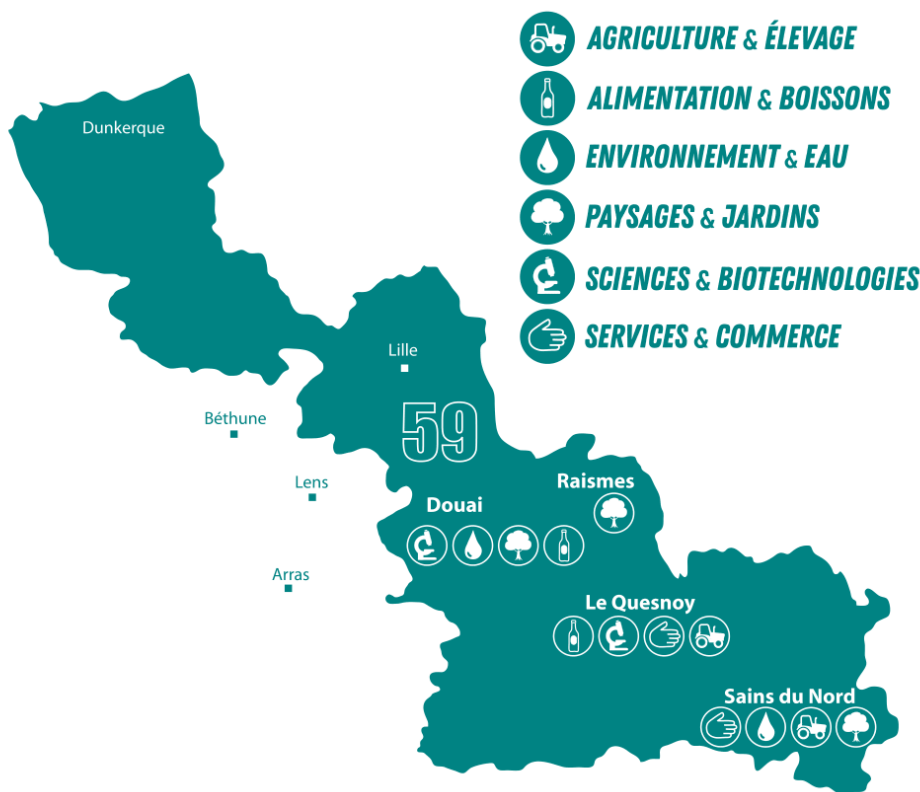 AGRICULTURE & ÉLEVAGE
ALIMENTATION & BOISSONS
ENVIRONNEMENT & EAU
PAYSAGES & JARDINS
SCIENCES & BIOTECHNOLOGIES
SERVICES & COMMERCE
Dunkerque
Lille
59
Béthune
Lens
Arras
Raismes
Douai
Le Quesnoy
Sains du Nord